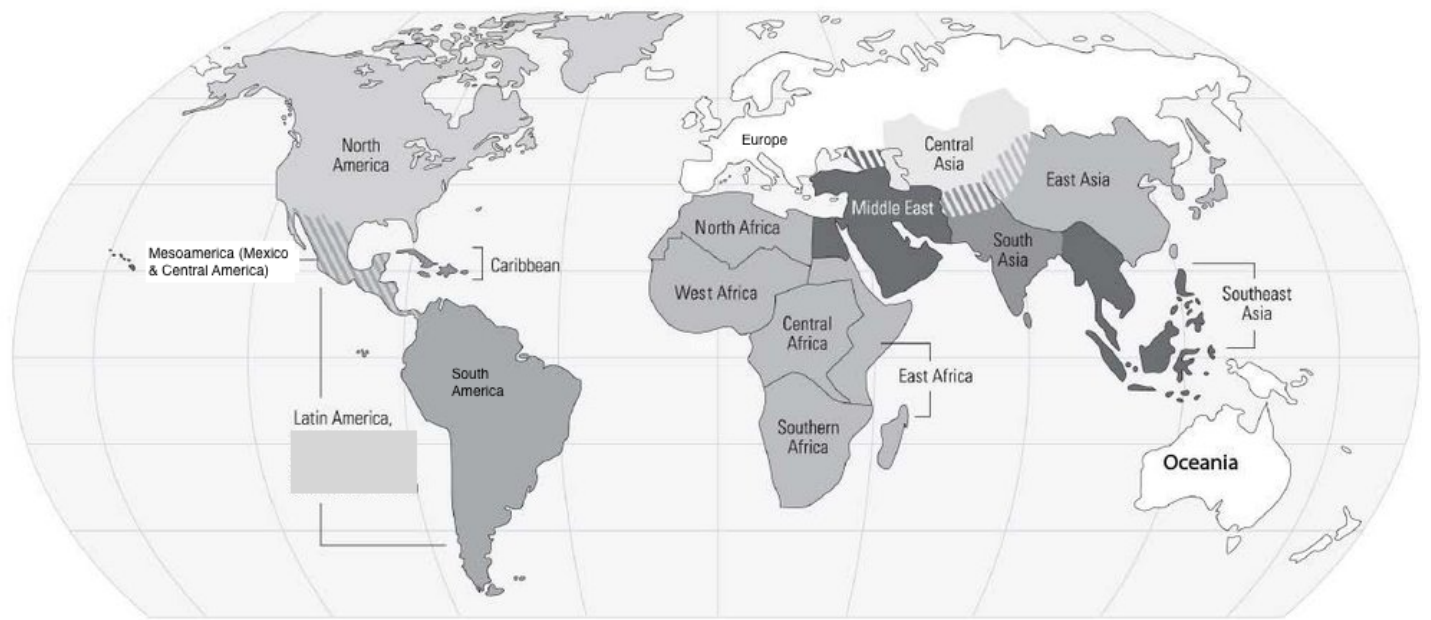 Europe
North
America
Central
Asia
East Asia
Middle East
North Africa
South
Asia
Mesoamerica (Mexico
& Central America)
Caribbean
West Africa
Southeast
Asia
Central
Africa
South
America
East Africa
Latin America,
Southern
Africa
Oceania